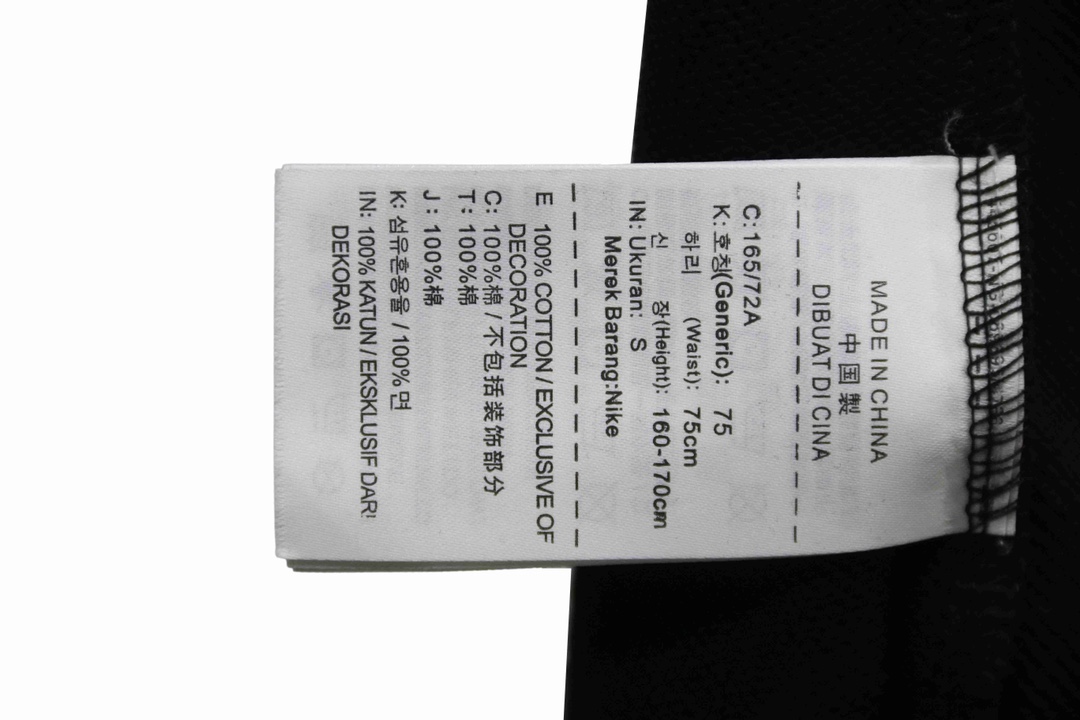 MADE IN CHINA
中国製
DIBUAT DI CINA
C: 165/72A
K: 호칭(Generic): 75
하리 (Waist): 75cm
신 장(Height): 160-170cm
IN: Ukuran: S
Merek Barang:Nike
E 100% COTTON / EXCLUSIVE OF
DECORATION
C: 100%棉 / 不包括装饰部分
T: 100%棉
J : 100%棉
K: 섬유혼용율 / 100% 면
IN: 100% KATUN / EKSKLUSIF DARI
DEKORASI